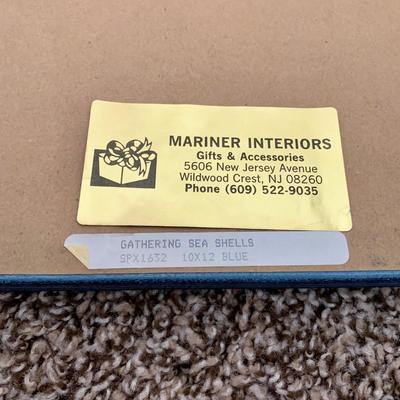 MARINER INTERIORS
Gifts & Accessories
5606 New Jersey Avenue
Wildwood Crest, NJ 08260
Phone (609) 522-9035
GATHERING SEA SHELLS
SPX1632 10X12 BLUE